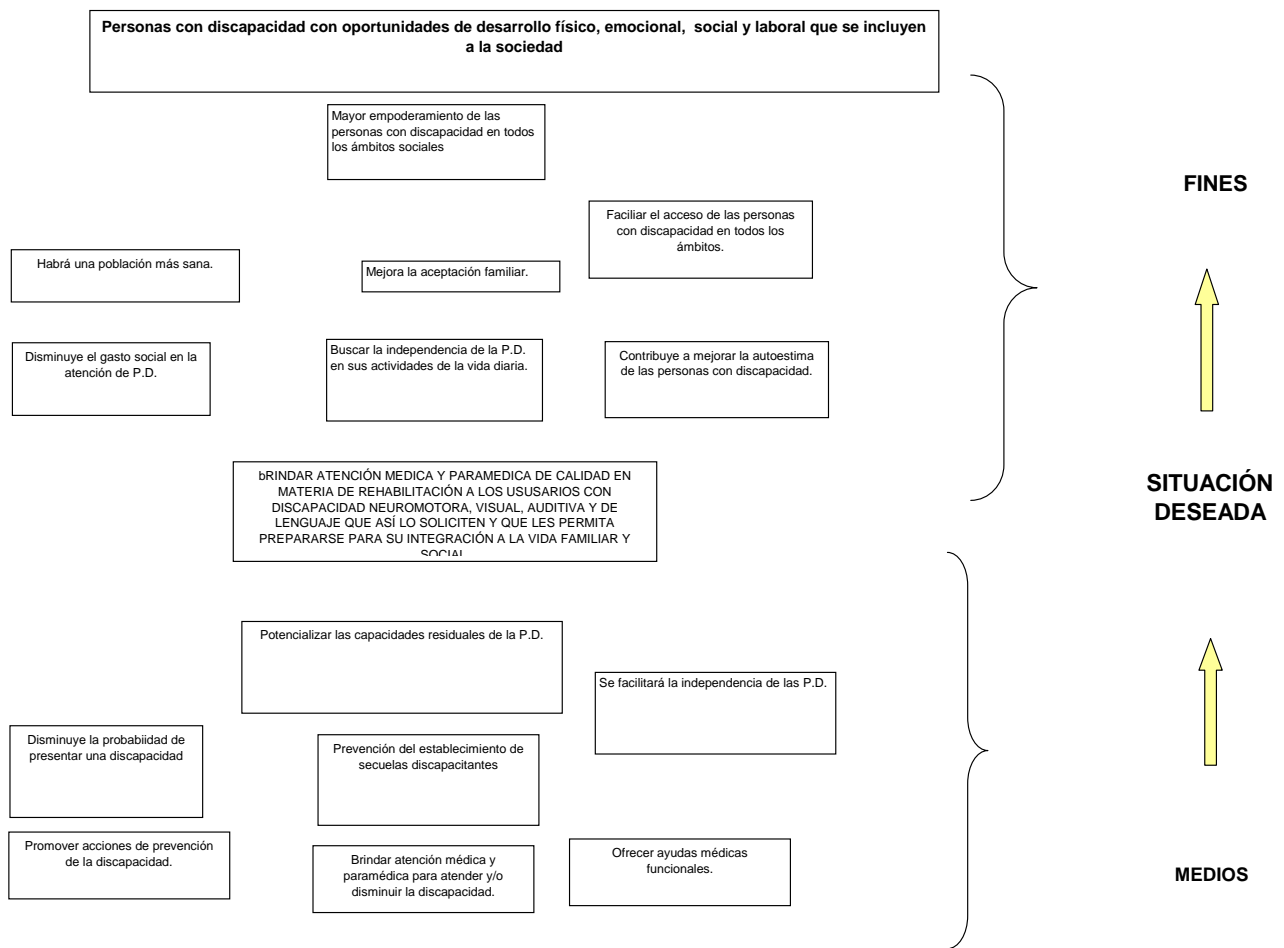 Personas con discapacidad con oportunidades de desarrollo físico, emocional, social y laboral que se incluyen
a la sociedad
Mayor empoderamiento de las
personas con discapacidad en todos
los ámbitos sociales
FINES
Faciliar el acceso de las personas
con discapacidad en todos los
ámbitos.
Habrá una población más sana.
Mejora la aceptación familiar.
Disminuye el gasto social en la
atención de P.D.
Buscar la independencia de la P.D.
en sus actividades de la vida diaria.
Contribuye a mejorar la autoestima
de las personas con discapacidad.
bRINDAR ATENCIÓN MEDICA Y PARAMEDICA DE CALIDAD EN
MATERIA DE REHABILITACIÓN A LOS USUSARIOS CON
DISCAPACIDAD NEUROMOTORA, VISUAL, AUDITIVA Y DE
LENGUAJE QUE ASÍ LO SOLICITEN Y QUE LES PERMITA
PREPARARSE PARA SU INTEGRACIÓN A LA VIDA FAMILIAR Y
SOCIAL
SITUACIÓN
DESEADA
Potencializar las capacidades residuales de la P.D.
Se facilitará la independencia de las P.D.
Disminuye la probabiidad de
presentar una discapacidad
Prevención del establecimiento de
secuelas discapacitantes
Promover acciones de prevención
de la discapacidad.
Brindar atención médica y
paramédica para atender y/o
disminuir la discapacidad.
Ofrecer ayudas médicas
funcionales.
MEDIOS